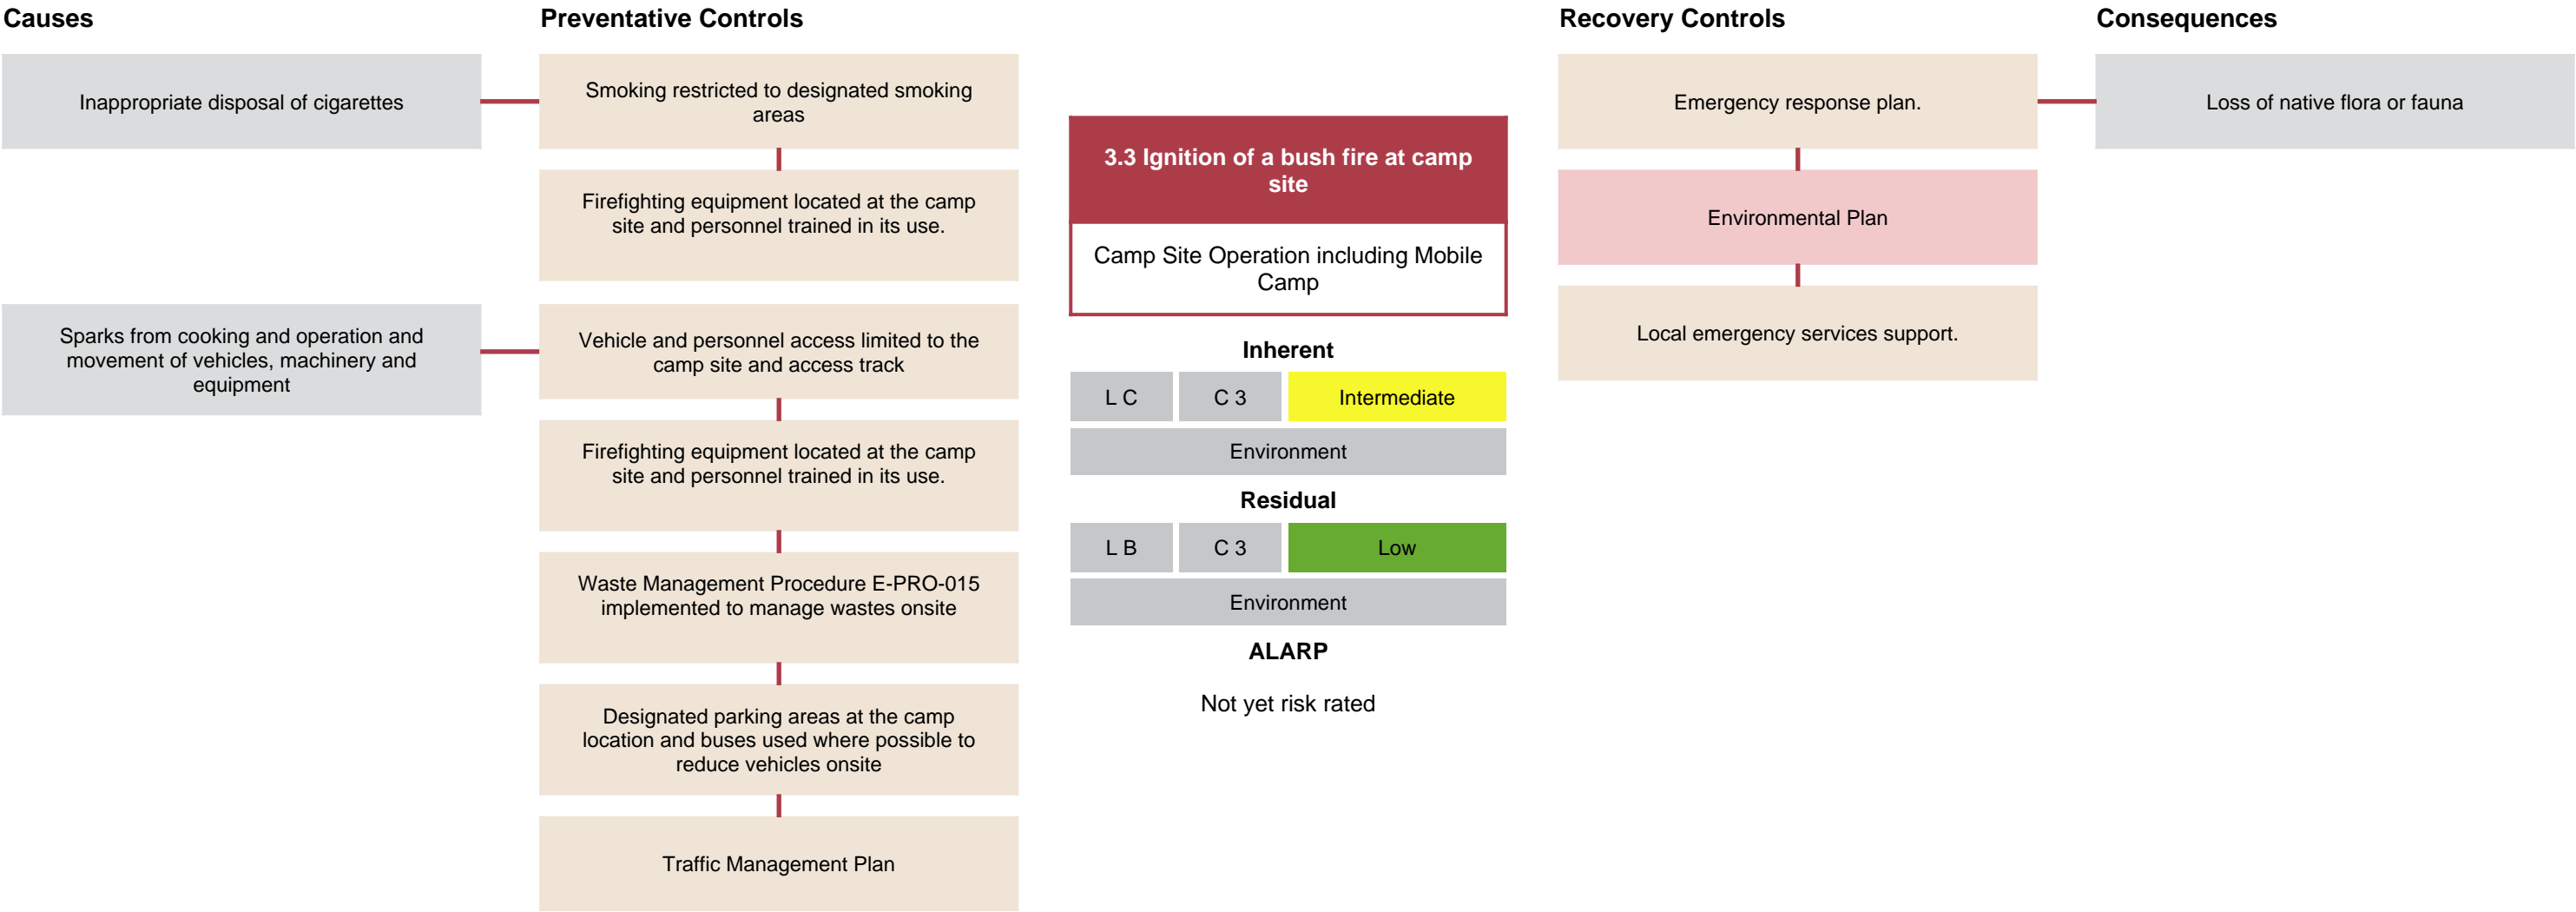 Causes
Preventative Controls
Recovery Controls
Consequences
Inappropriate disposal of cigarettes
Smoking restricted to designated smoking
areas
Firefighting equipment located at the camp
site and personnel trained in its use.
Sparks from cooking and operation and
movement of vehicles, machinery and
equipment
Vehicle and personnel access limited to the
camp site and access track
Firefighting equipment located at the camp
site and personnel trained in its use.
Waste Management Procedure E-PRO-015
implemented to manage wastes onsite
Designated parking areas at the camp
location and buses used where possible to
reduce vehicles onsite
Traffic Management Plan
3.3 Ignition of a bush fire at camp
site
Camp Site Operation including Mobile
Camp
Inherent
L C
C 3
Intermediate
Environment
Residual
L B
C 3
Low
Environment
ALARP
Not yet risk rated
Emergency response plan.
Environmental Plan
Local emergency services support.
Loss of native flora or fauna